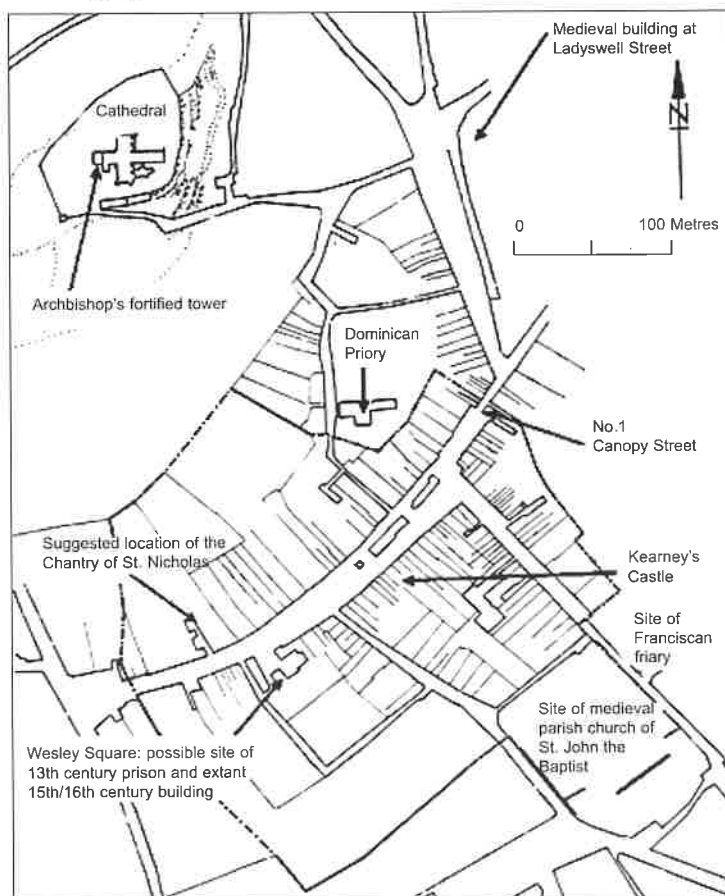 Medieval building at
Ladyswell Street
Cathedral
N
0 100 Metres
Archbishop's fortified tower
Dominican
Priory
No.1
Canopy Street
Suggested location of the
Chantry of St. Nicholas
Kearney's
Castle
Site of
Franciscan
friary
Site of medieval
parish church of
St. John the
Baptist
Wesley Square: possible site of
13th century prison and extant
15th/16th century building